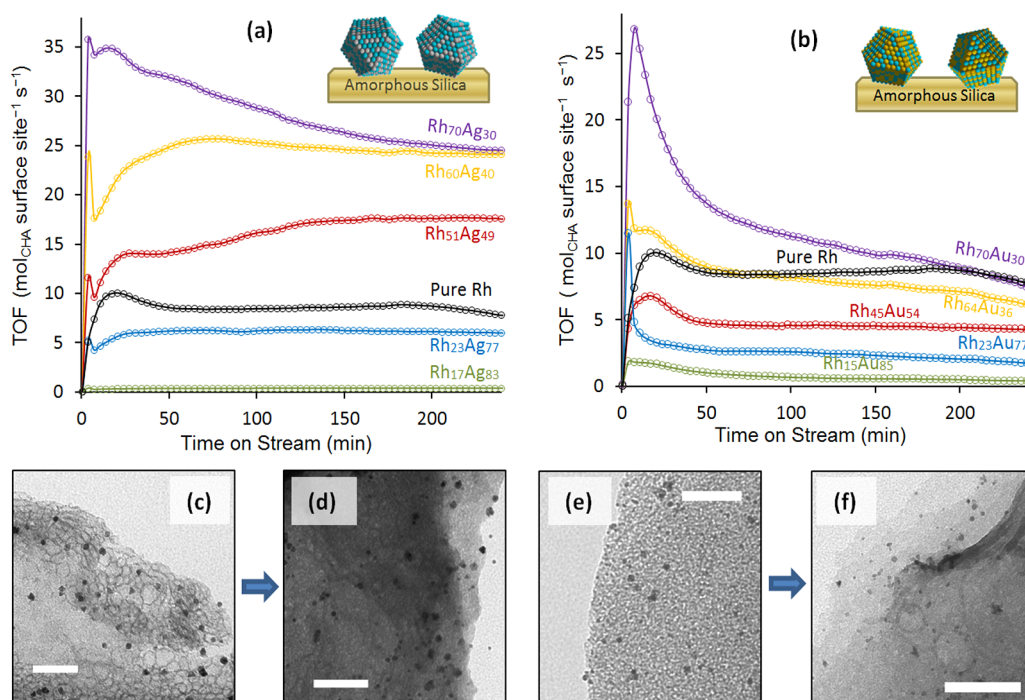 (a)
Amorphous Silica
TOF (mol_CHA surface site⁻¹ s⁻¹)
40
35
30
25
20
15
10
5
0
Rh₇₀Ag₃₀
Rh₆₀Ag₄₀
Rh₅₁Ag₄₉
Pure Rh
Rh₂₃Ag₇₇
Rh₁₇Ag₈₃
0 50 100 150 200
Time on Stream (min)
(b)
Amorphous Silica
TOF ( mol_CHA surface site⁻¹ s⁻¹)
25
20
15
10
5
0
Rh₇₀Au₃₀
Pure Rh
Rh₆₄Au₃₆
Rh₄₅Au₅₄
Rh₂₃Au₇₇
Rh₁₅Au₈₅
0 50 100 150 200
Time on Stream (min)
(c)
(d)
(e)
(f)